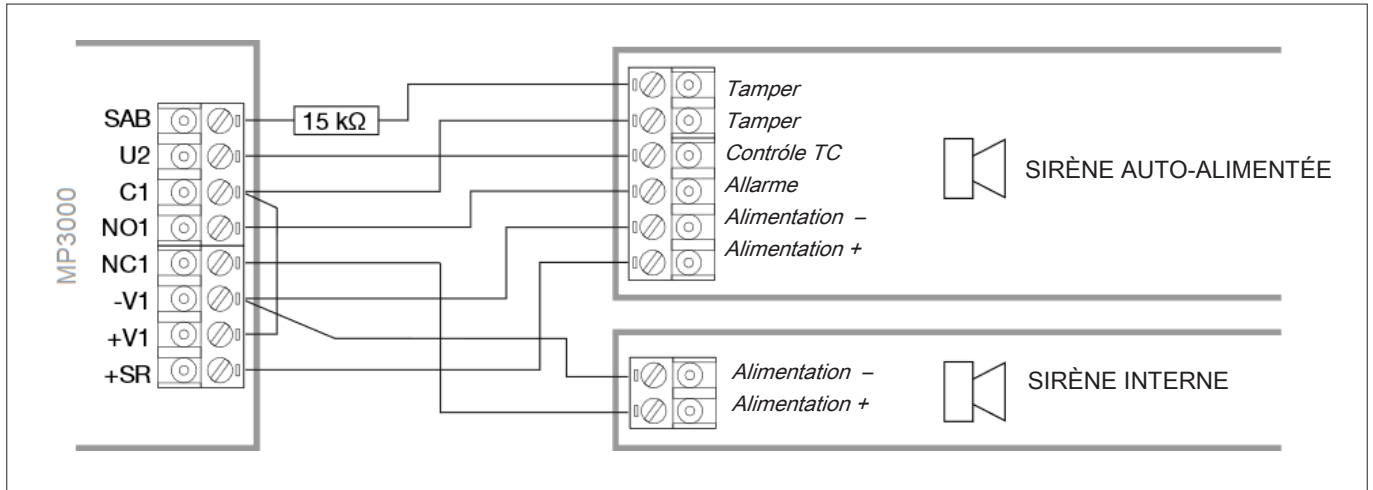 MP3000
SAB
U2
C1
NO1
NC1
-V1
+V1
+SR
15 kΩ
Tamper
Tamper
Contróle TC
Allarme
Alimentation –
Alimentation +
SIRÈNE AUTO-ALIMENTÉE
Alimentation –
Alimentation +
SIRÈNE INTERNE